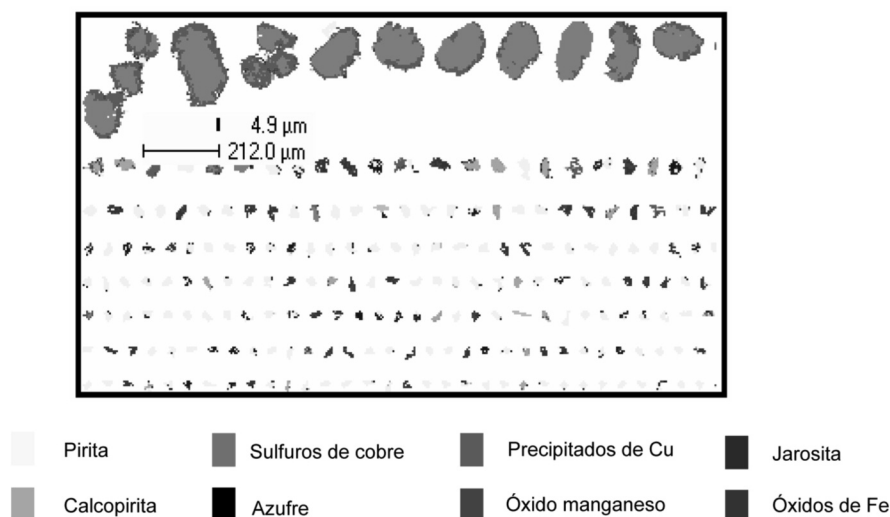 4.9 µm
212.0 µm
Pirita
Sulfuros de cobre
Precipitados de Cu
Jarosita
Calcopirita
Azufre
Óxido manganeso
Óxidos de Fe